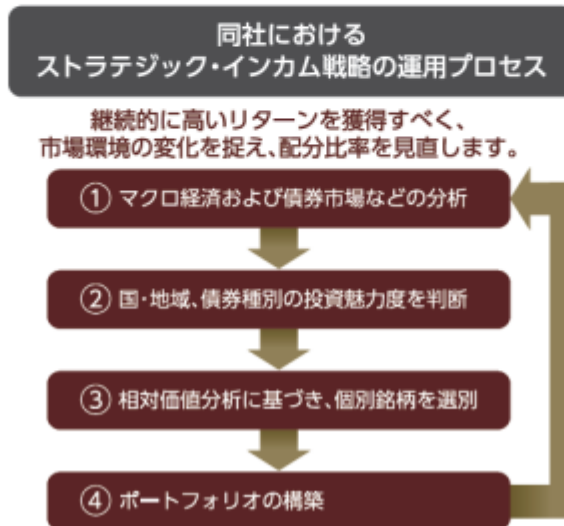 同社における
ストラテジック・インカム戦略の運用プロセス
継続的に高いリターンを獲得すべく、
市場環境の変化を捉え、配分比率を見直します。
① マクロ経済および債券市場などの分析
② 国・地域、債券種別の投資魅力度を判断
③ 相対価値分析に基づき、個別銘柄を選別
④ ポートフォリオの構築